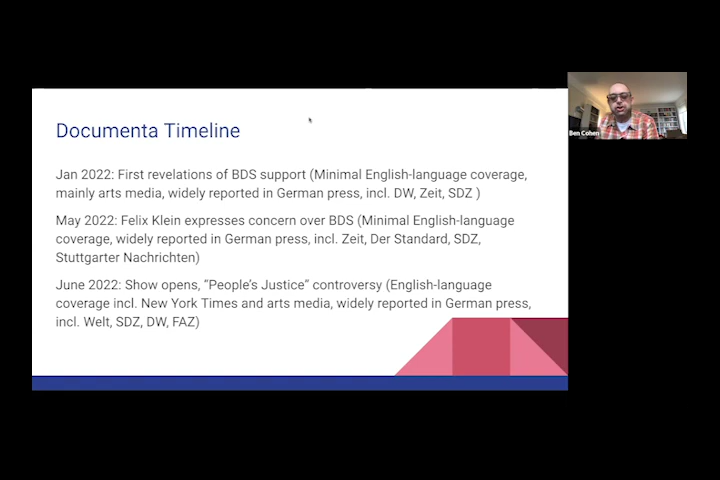 Documenta Timeline
Jan 2022: First revelations of BDS support (Minimal English-language coverage,
mainly arts media, widely reported in German press, incl. DW, Zeit, SDZ )
May 2022: Felix Klein expresses concern over BDS (Minimal English-language
coverage, widely reported in German press, incl. Zeit, Der Standard, SDZ,
Stuttgarter Nachrichten)
June 2022: Show opens, “People’s Justice” controversy (English-language
coverage incl. New York Times and arts media, widely reported in German press,
incl. Welt, SDZ, DW, FAZ)
Ben Cohen